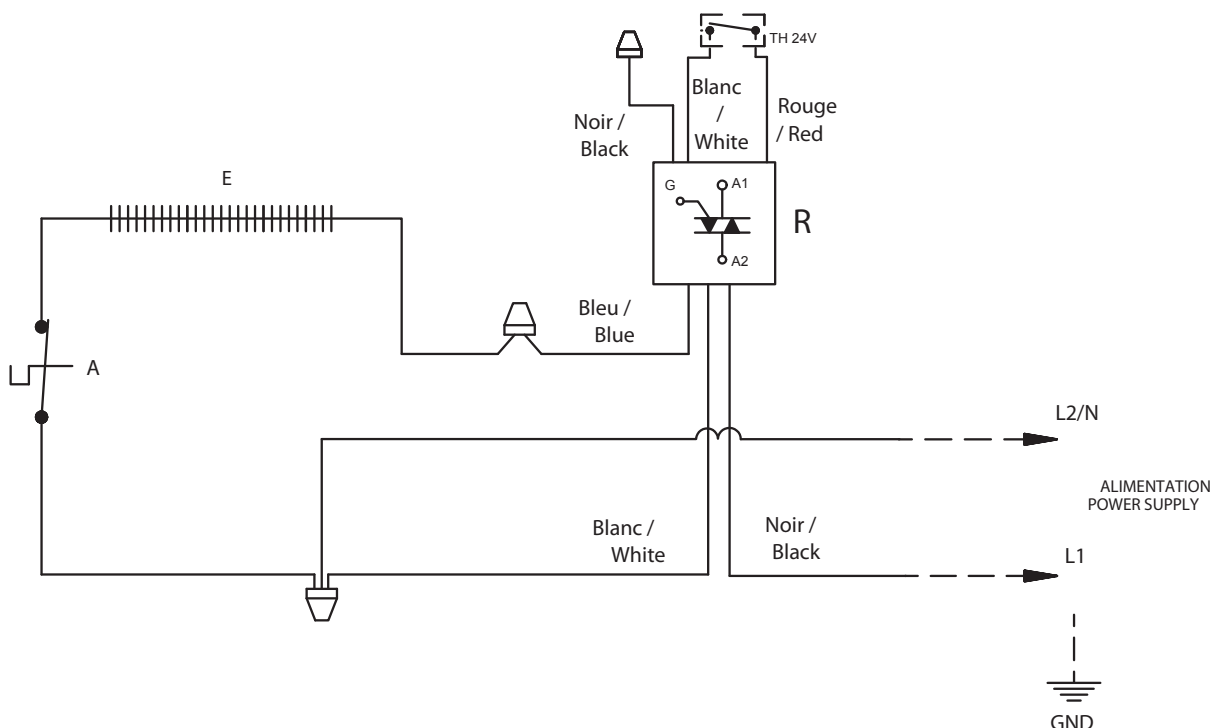 TH 24V
Blanc
/
White
Rouge
/ Red
Noir /
Black
E
G
A1
R
A2
Bleu /
Blue
A
L2/N
ALIMENTATION
POWER SUPPLY
Blanc /
White
Noir /
Black
L1
GND